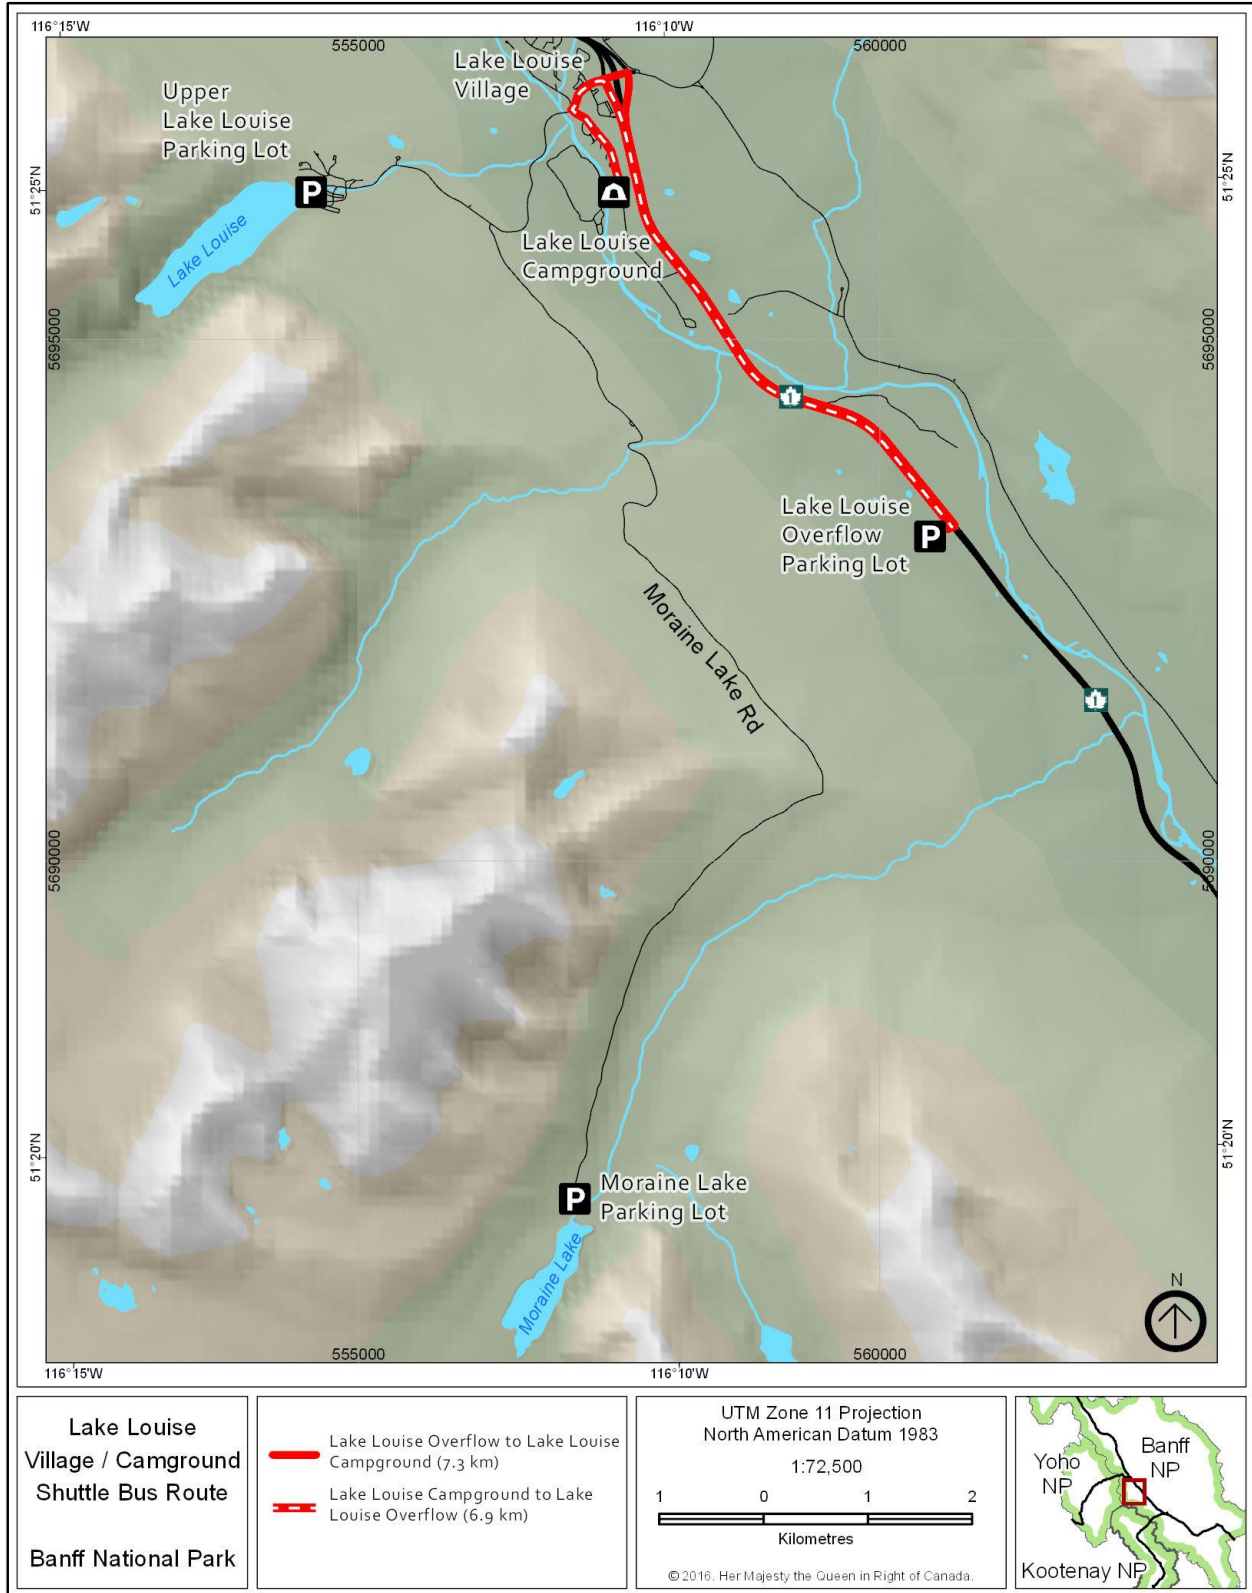 116°15'W
116°10'W
555000
560000
Lake Louise
Village
Upper
Lake Louise
Parking Lot
P
51°25'N
51°25'N
Lake Louise
Lake Louise
Campground
5695000
5695000
1
Lake Louise
Overflow
Parking Lot
P
Moraine Lake Rd
1
5690000
5690000
51°20'N
51°20'N
P
Moraine Lake
Parking Lot
Moraine Lake
N
555000
560000
116°15'W
116°10'W
Lake Louise
Village / Camground
Shuttle Bus Route
Banff National Park
Lake Louise Overflow to Lake Louise
Campground (7.3 km)
Lake Louise Campground to Lake
Louise Overflow (6.9 km)
UTM Zone 11 Projection
North American Datum 1983
1:72,500
1 0 1 2
Kilometres
© 2016. Her Majesty the Queen in Right of Canada.
Yoho
NP
Banff
NP
Kootenay NP